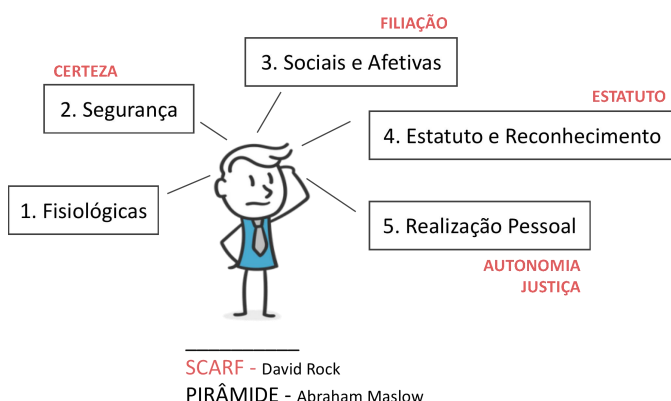 FILIAÇÃO
3. Sociais e Afetivas
CERTEZA
2. Segurança
ESTATUTO
4. Estatuto e Reconhecimento
1. Fisiológicas
5. Realização Pessoal
AUTONOMIA
JUSTIÇA
SCARF - David Rock
PIRÂMIDE - Abraham Maslow